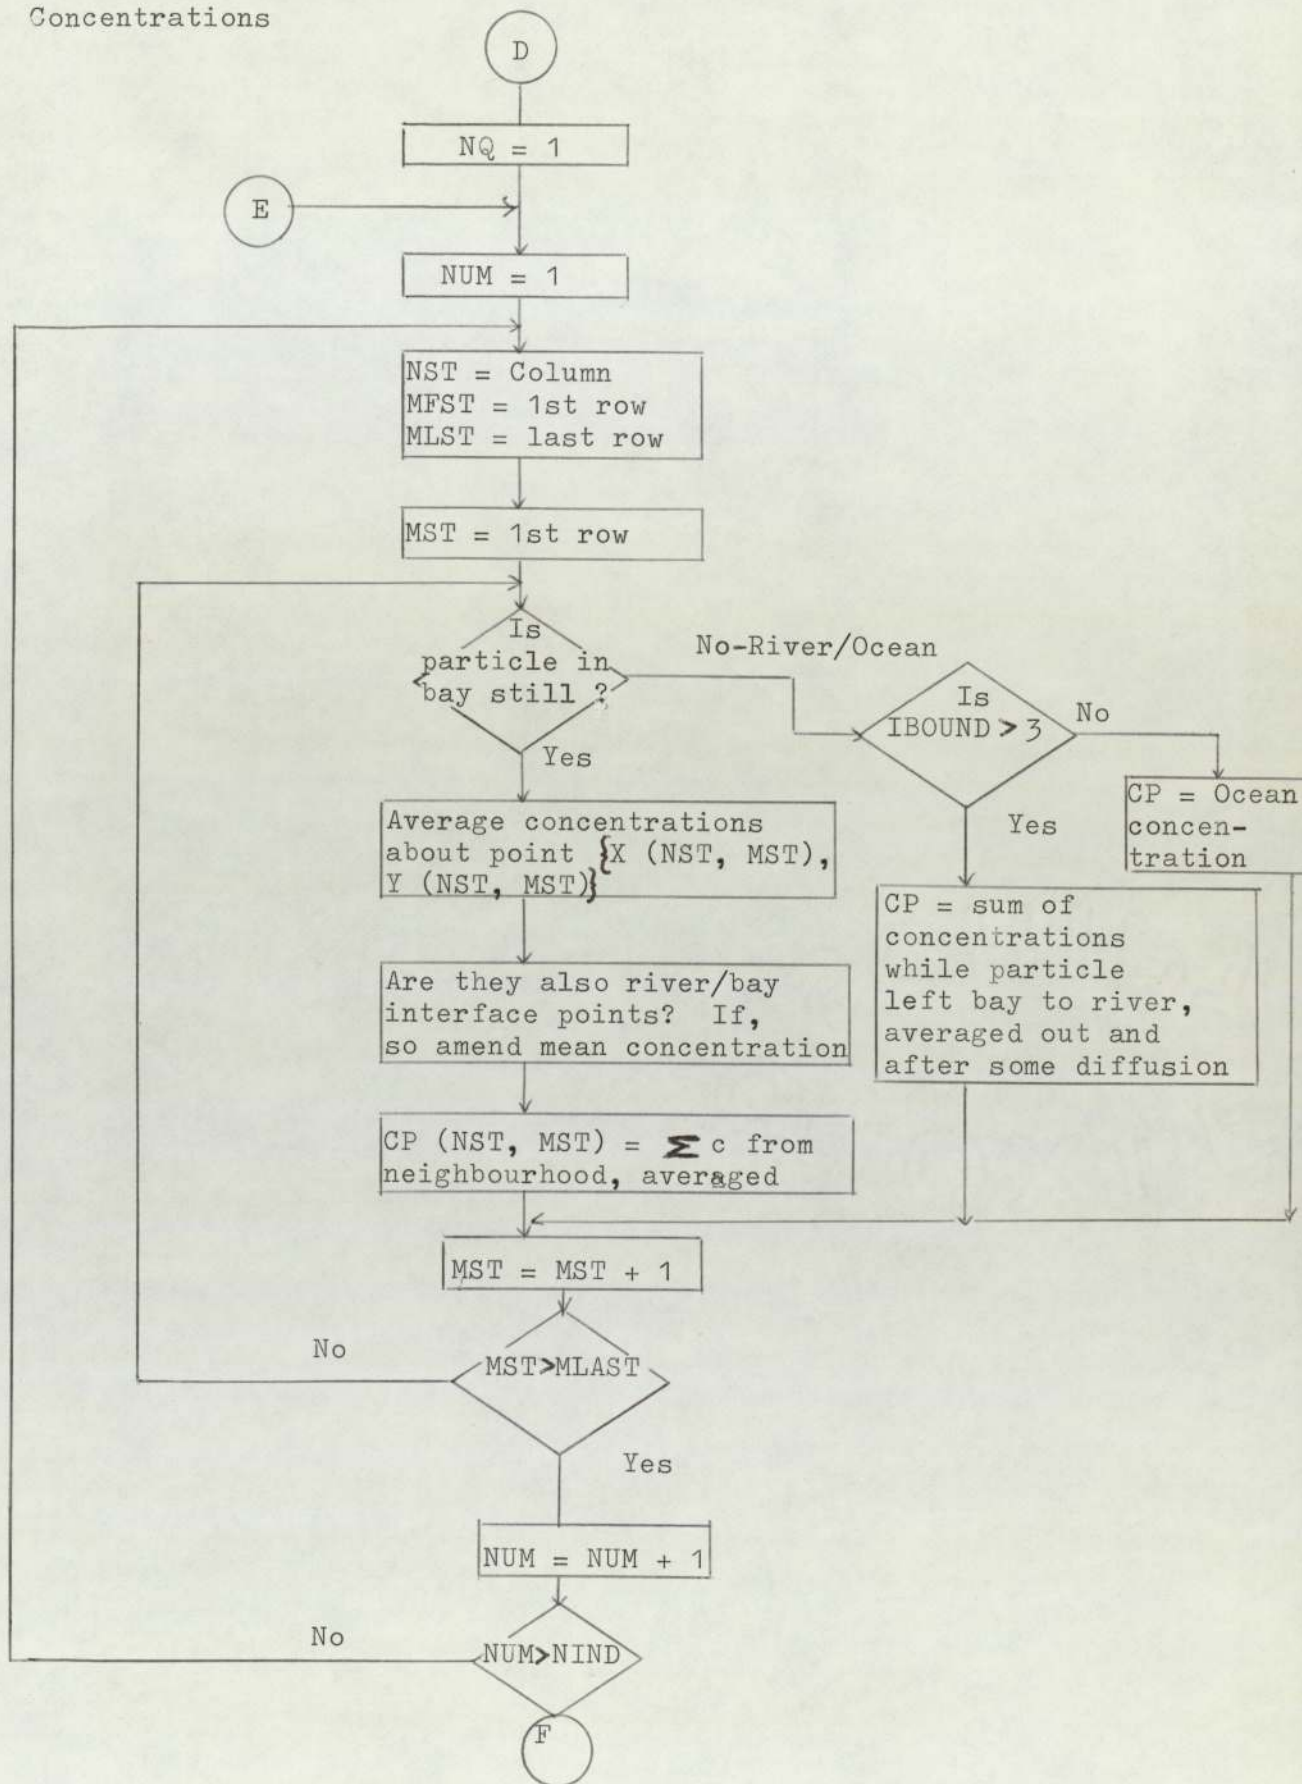 Concentrations
D
NQ = 1
E
NUM = 1
NST = Column
MFST = 1st row
MLST = last row
MST = 1st row
Is
particle in
bay still ?
No-River/Ocean
Yes
Is
IBOUND > 3
No
Yes
CP = Ocean
concen-
tration
Average concentrations
about point {X (NST, MST),
Y (NST, MST)}
CP = sum of
concentrations
while particle
left bay to river,
averaged out and
after some diffusion
Are they also river/bay
interface points? If,
so amend mean concentration
CP (NST, MST) = Σ c from
neighbourhood, averaged
MST = MST + 1
No
MST>MLAST
Yes
NUM = NUM + 1
No
NUM>NIND
F